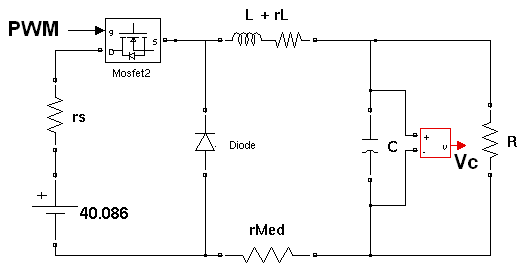 L + rL
PWM
g
D
S
Mosfet2
rs
Diode
C
+
-
v
Vc
R
+
40.086
rMed